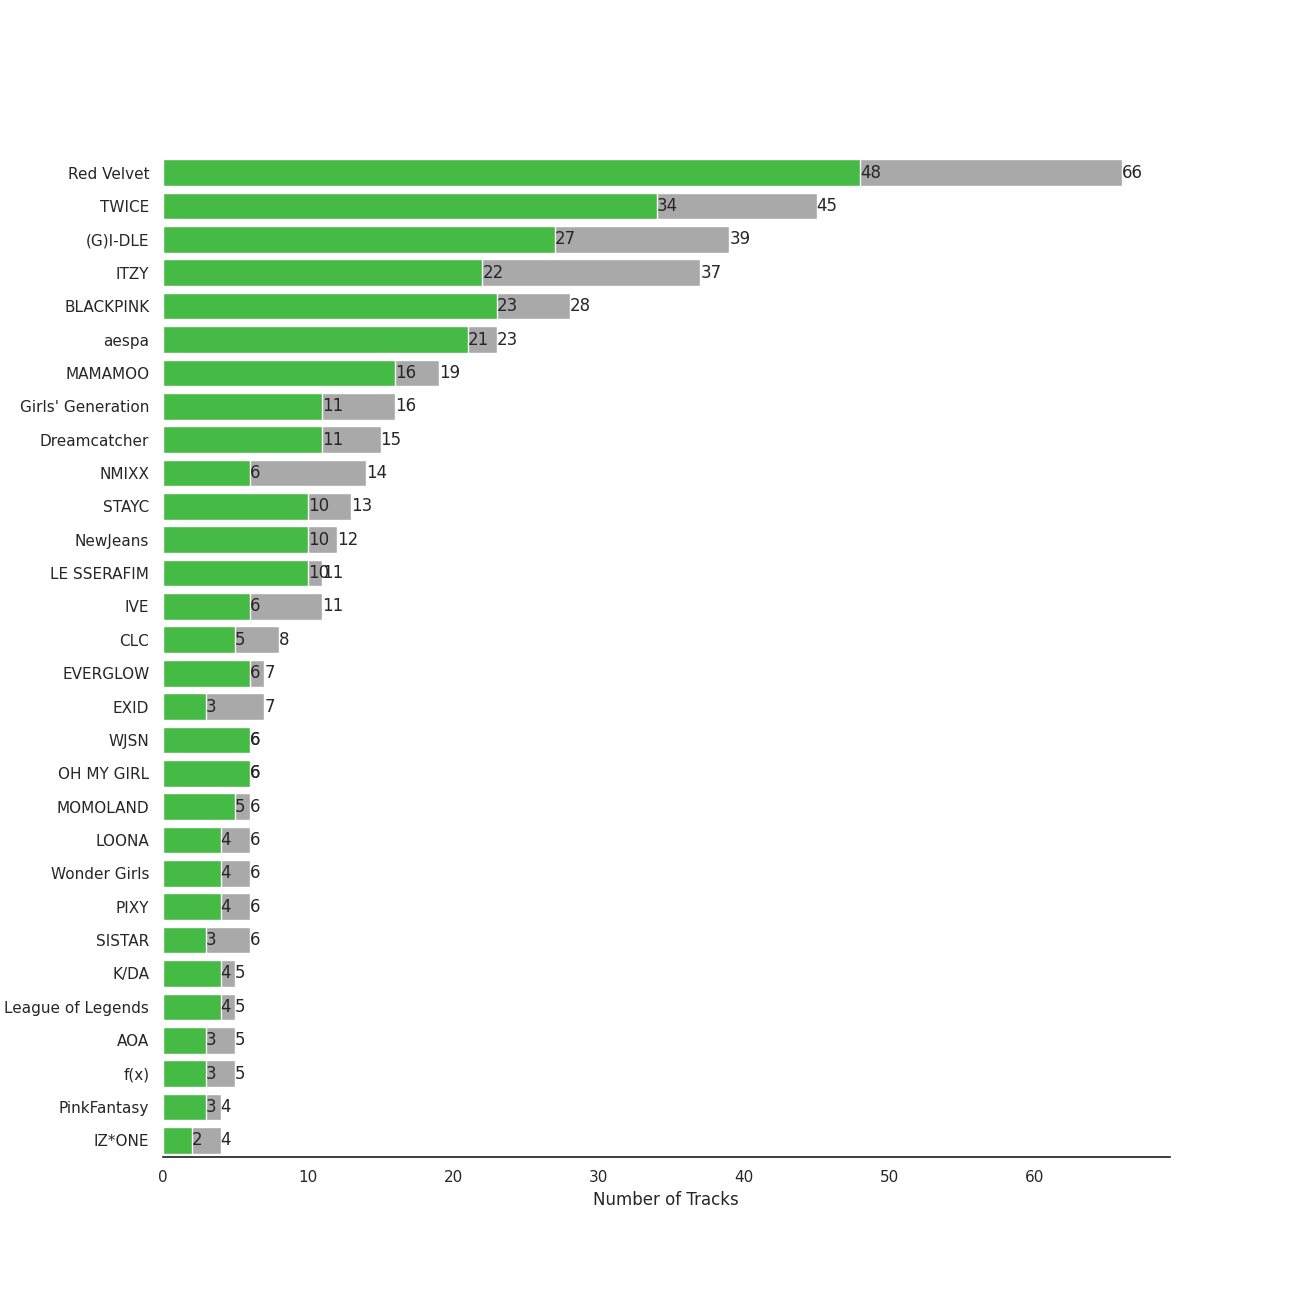 Red Velvet 48 66
TWICE 34 45
(G)I-DLE 27 39
ITZY 22 37
BLACKPINK 23 28
aespa 21 23
MAMAMOO 16 19
Girls' Generation 11 16
Dreamcatcher 11 15
NMIXX 6 14
STAYC 10 13
NewJeans 10 12
LE SSERAFIM 10 11
IVE 6 11
CLC 5 8
EVERGLOW 6 7
EXID 3 7
WJSN 6 6
OH MY GIRL 6 6
MOMOLAND 5 6
LOONA 4 6
Wonder Girls 4 6
PIXY 4 6
SISTAR 3 6
K/DA 4 5
League of Legends 4 5
AOA 3 5
f(x) 3 5
PinkFantasy 3 4
IZ*ONE 2 4
0 10 20 30 40 50 60
Number of Tracks